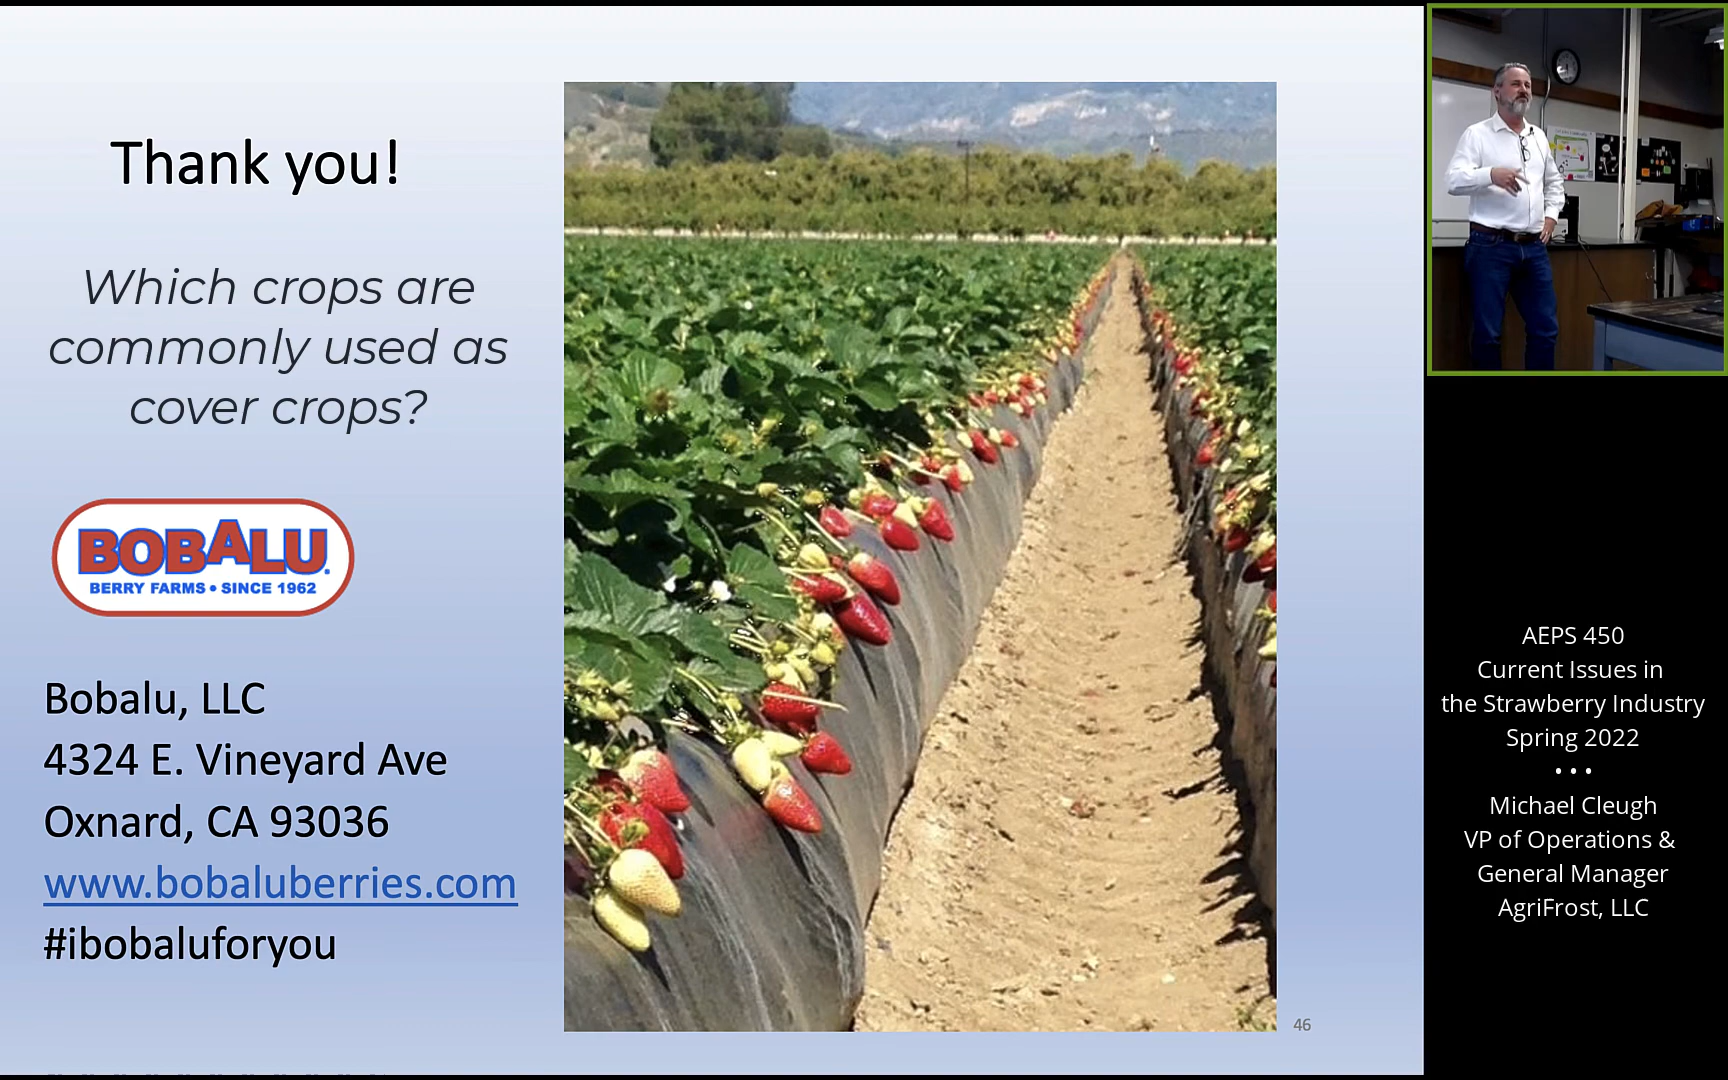 Thank you!
Which crops are
commonly used as
cover crops?
BOBALU.
BERRY FARMS • SINCE 1962
Bobalu, LLC
4324 E. Vineyard Ave
Oxnard, CA 93036
www.bobaluberries.com
#ibobaluforyou
46
AEPS 450
Current Issues in
the Strawberry Industry
Spring 2022
• • •
Michael Cleugh
VP of Operations &
General Manager
AgriFrost, LLC